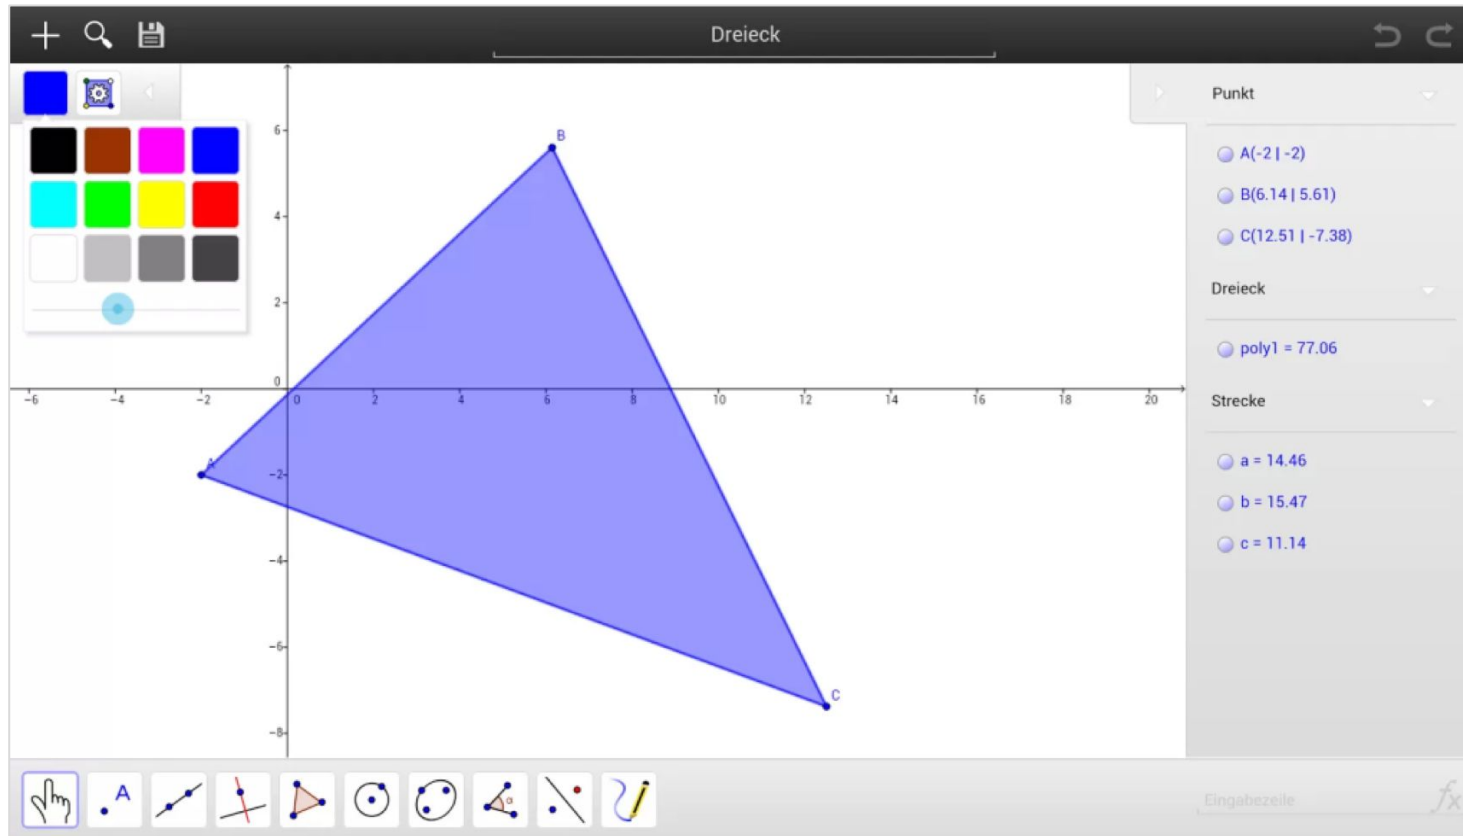 Dreieck
Punkt
A(-2 | -2)
B(6.14 | 5.61)
C(12.51 | -7.38)
Dreieck
poly1 = 77.06
Strecke
a = 14.46
b = 15.47
c = 11.14
B
6
4
2
0
-6 -4 -2 0 2 4 6 8 10 12 14 16 18 20
A
-2
-4
-6
C
-8
A
α
Eingabezeile
fx